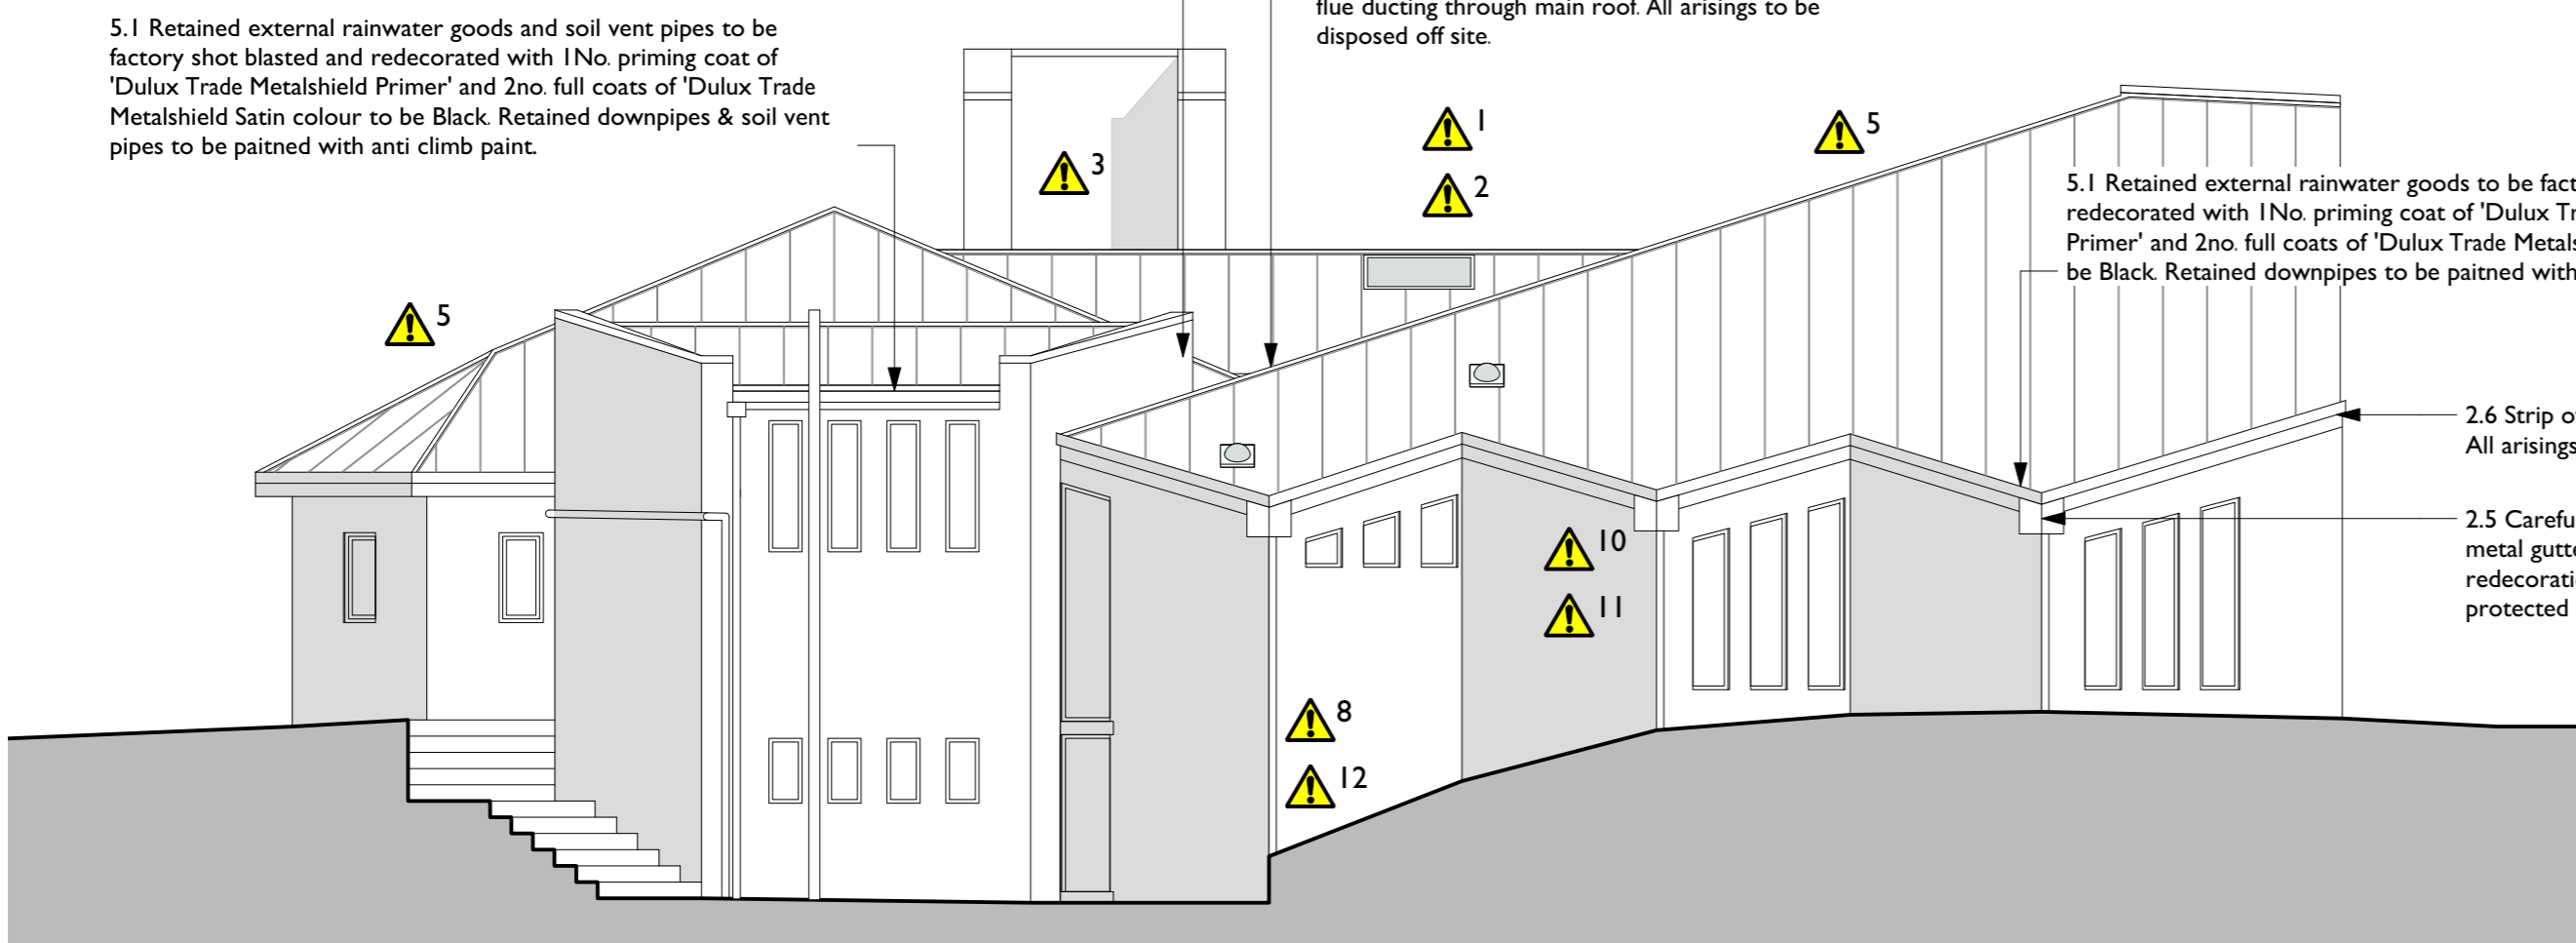 5.1 Retained external rainwater goods and soil vent pipes to be
factory shot blasted and redecorated with 1No. priming coat of
'Dulux Trade Metalshield Primer' and 2no. full coats of 'Dulux Trade
Metalshield Satin colour to be Black. Retained downpipes & soil vent
pipes to be paitned with anti climb paint.
flue ducting through main roof. All arisings to be
disposed off site.
3
1
2
5
5
5.1 Retained external rainwater goods to be fact
redecorated with 1No. priming coat of 'Dulux Tr
Primer' and 2no. full coats of 'Dulux Trade Metals
be Black. Retained downpipes to be paitned with
2.6 Strip o
All arisings
2.5 Carefu
metal gutte
redecorati
protected
10
11
8
12